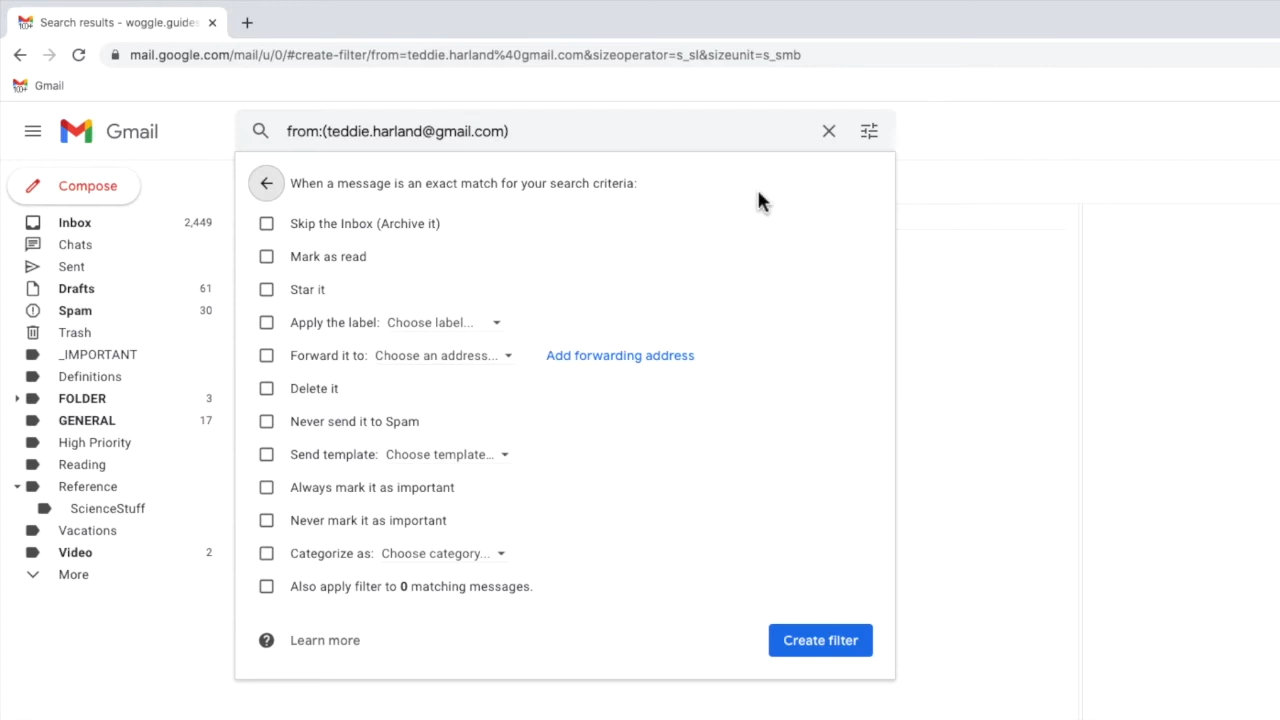 Search results - woggle.guides
mail.google.com/mail/u/0/#create-filter/from=teddie.harland%40gmail.com&sizeoperator=s_sl&sizeunit=s_smb
Gmail
Gmail
from:(teddie.harland@gmail.com)
Compose
Inbox 2,449
Chats
Sent
Drafts 61
Spam 30
Trash
_IMPORTANT
Definitions
FOLDER 3
GENERAL 17
High Priority
Reading
Reference
ScienceStuff
Vacations
Video 2
More
When a message is an exact match for your search criteria:
Skip the Inbox (Archive it)
Mark as read
Star it
Apply the label: Choose label...
Forward it to: Choose an address... Add forwarding address
Delete it
Never send it to Spam
Send template: Choose template...
Always mark it as important
Never mark it as important
Categorize as: Choose category...
Also apply filter to 0 matching messages.
Learn more
Create filter